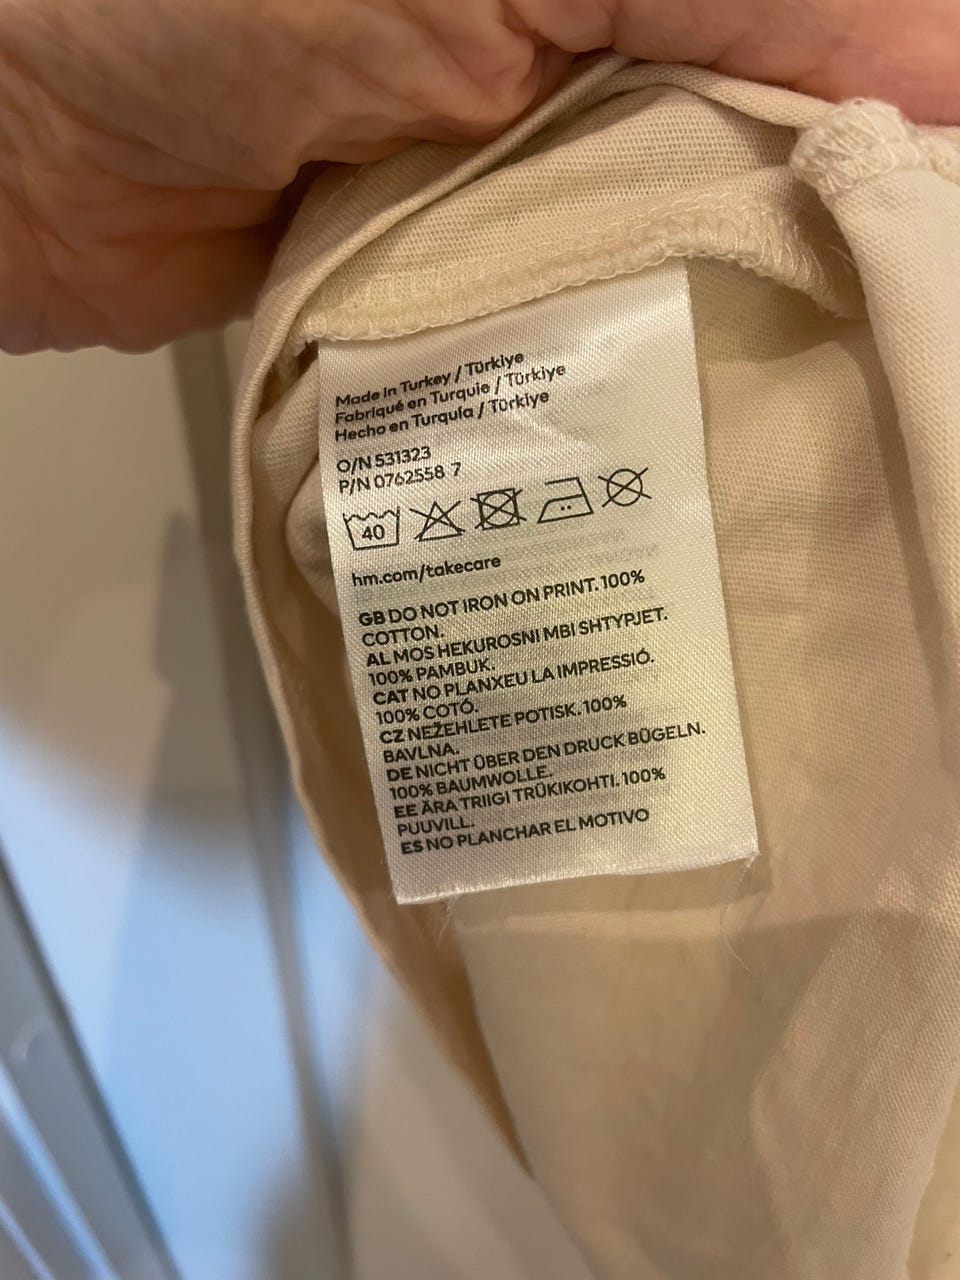 Made in Turkey / Türkiye
Fabriqué en Turquie / Türkiye
Hecho en Turquía / Türkiye
O/N 531323
P/N 0762558 7
40
hm.com/takecare
GB DO NOT IRON ON PRINT. 100%
COTTON.
AL MOS HEKUROSNI MBI SHTYPJET.
100% PAMBUK.
CAT NO PLANXEU LA IMPRESSIÓ.
100% COTÓ.
CZ NEŽEHLETE POTISK. 100%
BAVLNA.
DE NICHT ÜBER DEN DRUCK BÜGELN.
100% BAUMWOLLE.
EE ÄRA TRIIGI TRÜKIKOHTI. 100%
PUUVILL.
ES NO PLANCHAR EL MOTIVO